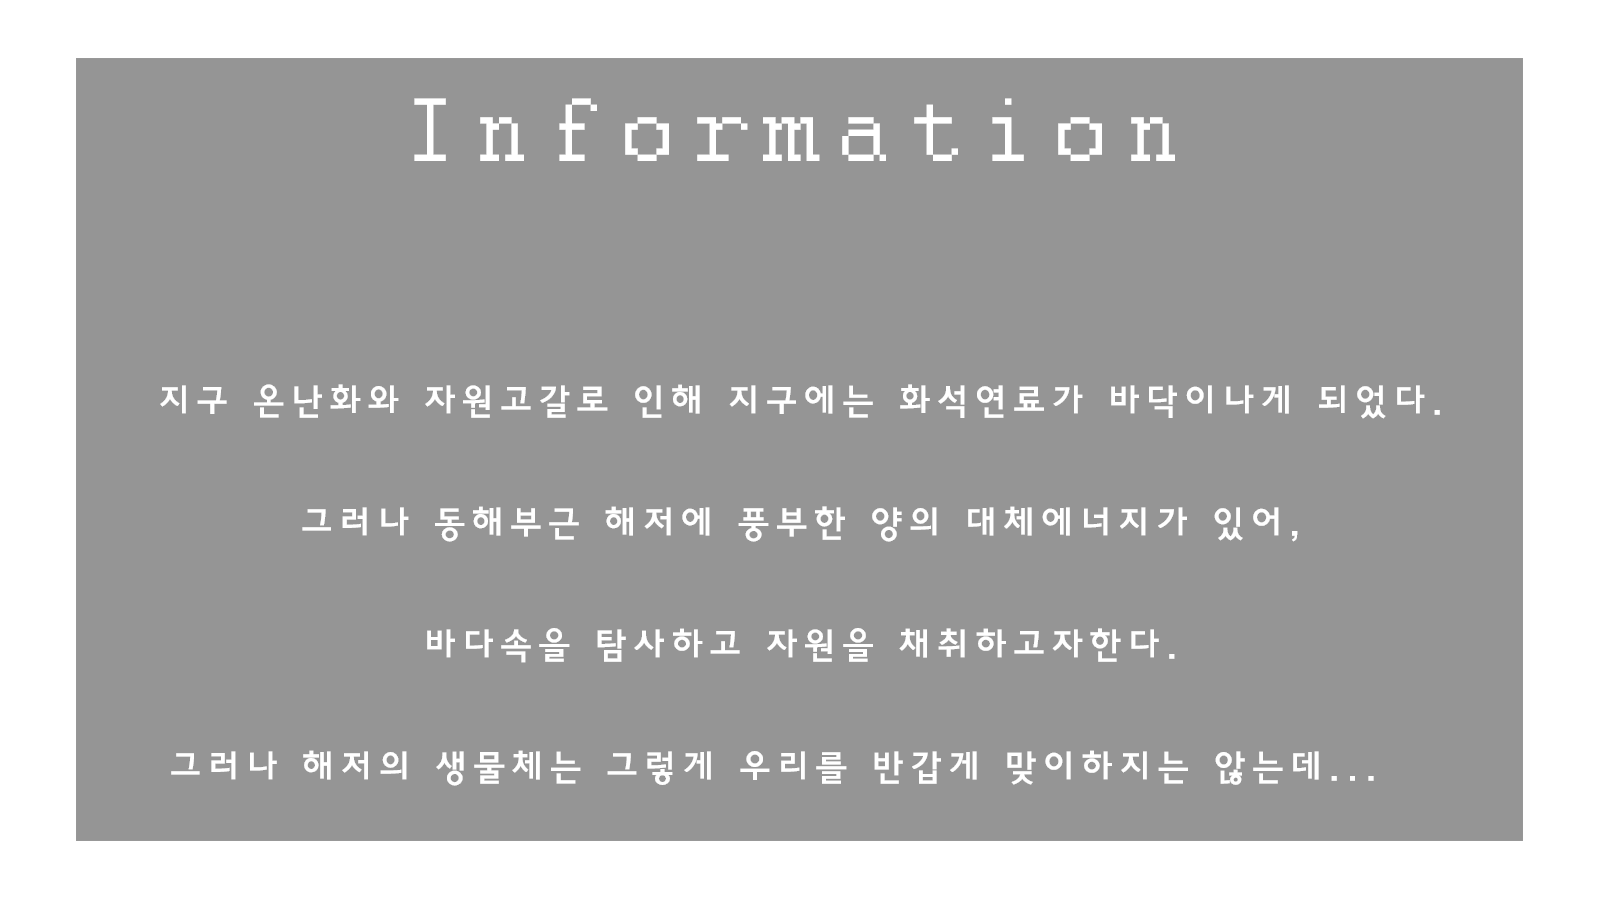 Information
지구 온난화와 자원고갈로 인해 지구에는 화석연료가 바닥이나게 되었다.
그러나 동해부근 해저에 풍부한 양의 대체에너지가 있어,
바다속을 탐사하고 자원을 채취하고자한다.
그러나 해저의 생물체는 그렇게 우리를 반갑게 맞이하지는 않는데...